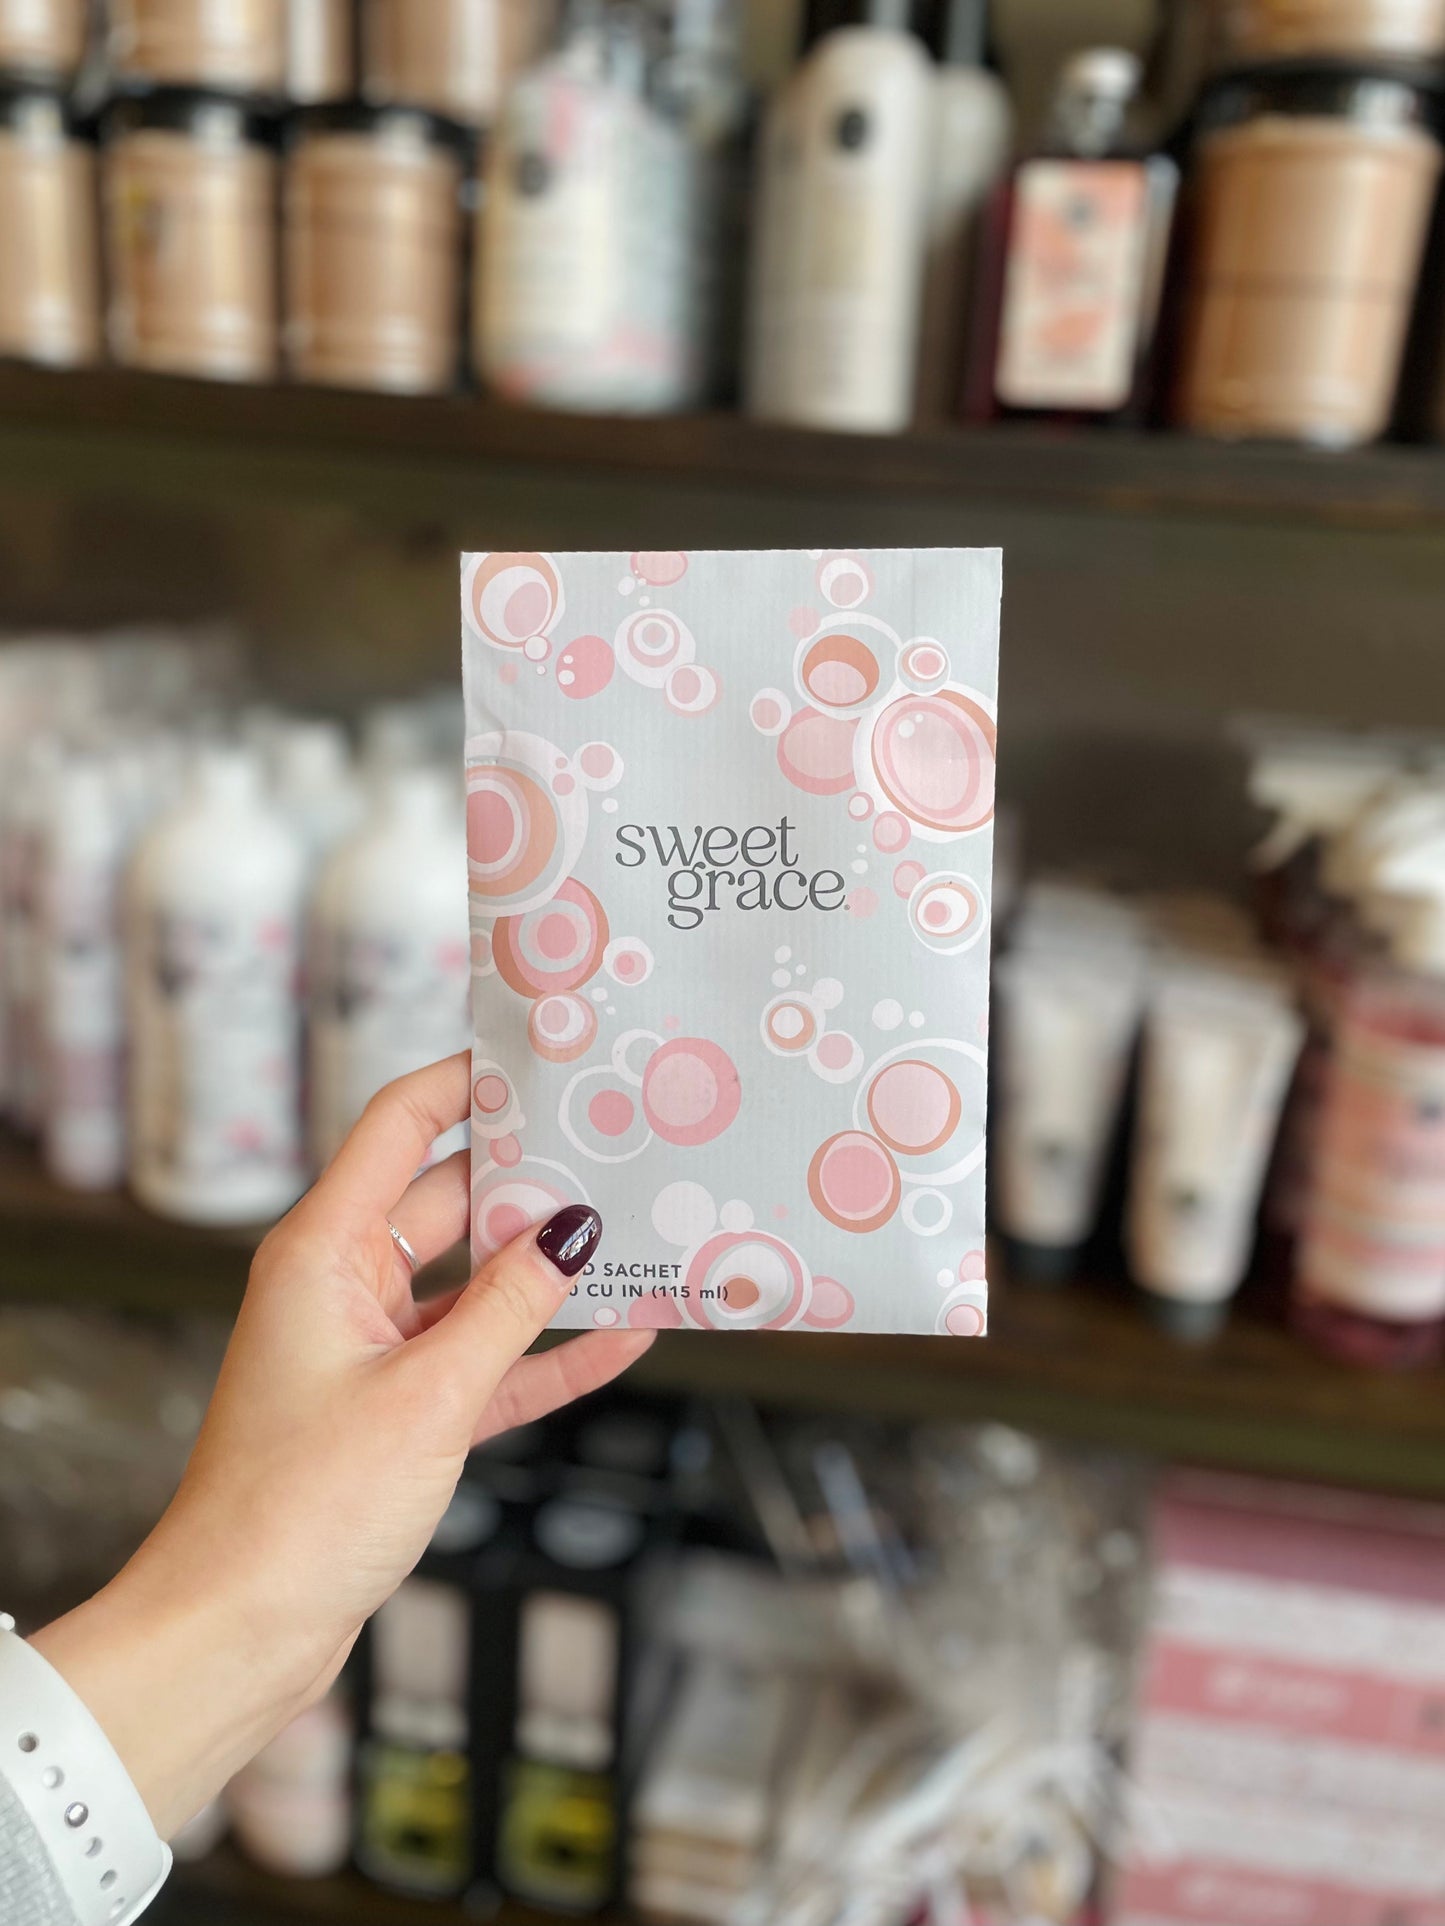 sweet
grace®
SACHET
CU IN (115 ml)